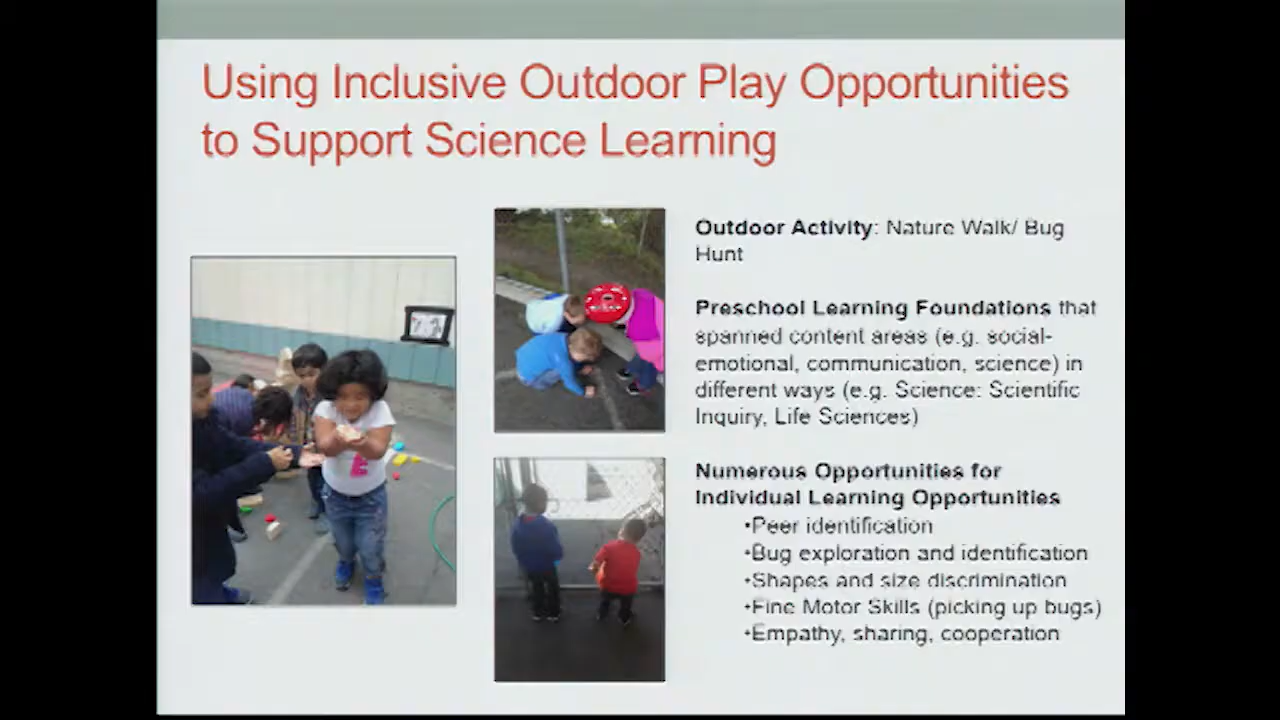 Using Inclusive Outdoor Play Opportunities
to Support Science Learning
Outdoor Activity: Nature Walk/ Bug
Hunt
Preschool Learning Foundations that
spanned content areas (e.g. social-
emotional, communication, science) in
different ways (e.g. Science: Scientific
Inquiry, Life Sciences)
Numerous Opportunities for
Individual Learning Opportunities
•Peer identification
•Bug exploration and identification
•Shapes and size discrimination
•Fine Motor Skills (picking up bugs)
•Empathy, sharing, cooperation